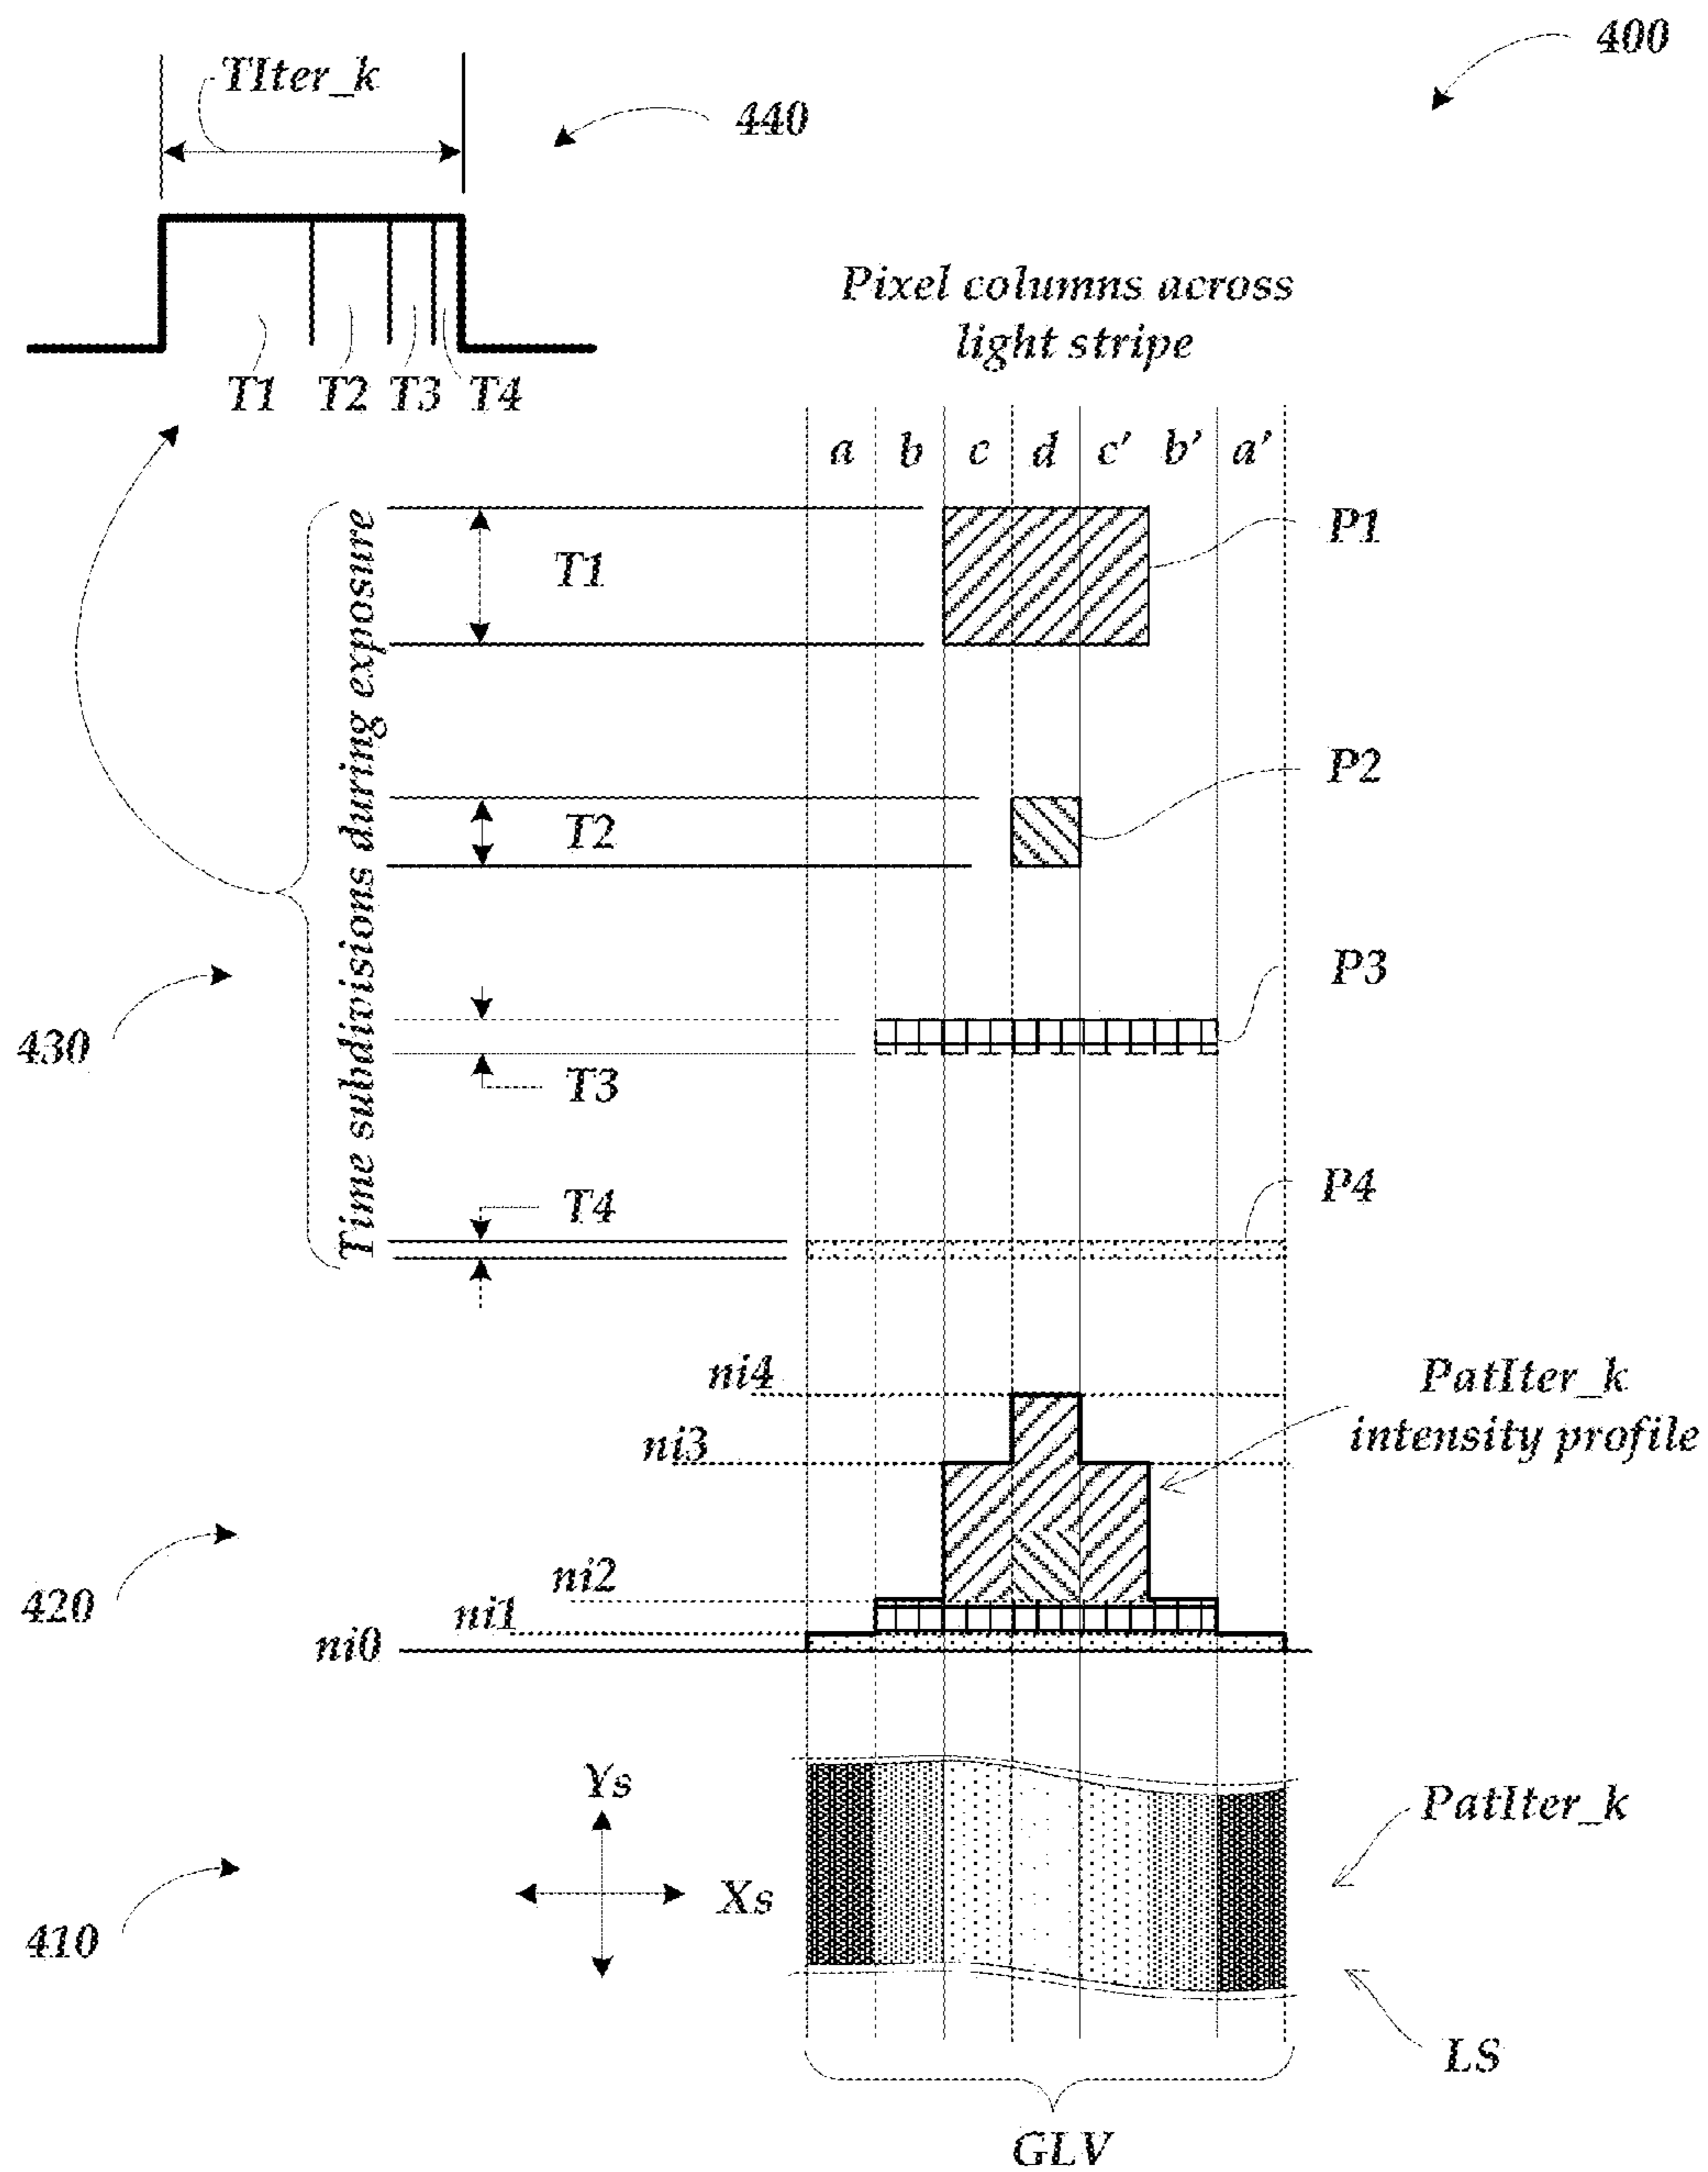 400
TIter_k
440
Pixel columns across
light stripe
T1 T2 T3 T4
a b c d c' b' a'
Time subdivisions during exposure
T1
P1
T2
P2
P3
430
T3
T4
P4
ni4
PatIter_k
intensity profile
ni3
420
ni2
ni1
ni0
Ys
PatIter_k
Xs
410
LS
GLV